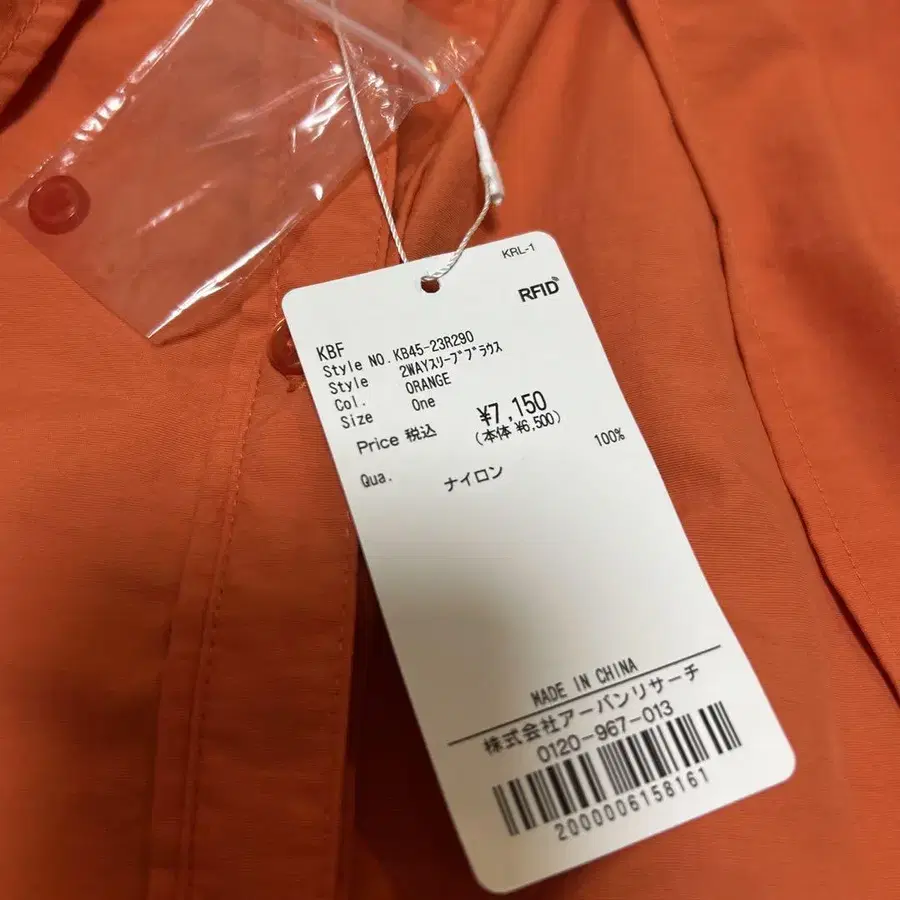 KRL-1
RFID
KBF
Style NO. KB45-23R290
Style 2WAYｽﾘｰﾌﾞﾌﾞﾗｳｽ
Col. ORANGE
Size One
Price 税込 ¥7,150
(本体 ¥6,500)
Qua. ナイロン 100%
MADE IN CHINA
株式会社アーバンリサーチ
0120-967-013
2000006158161